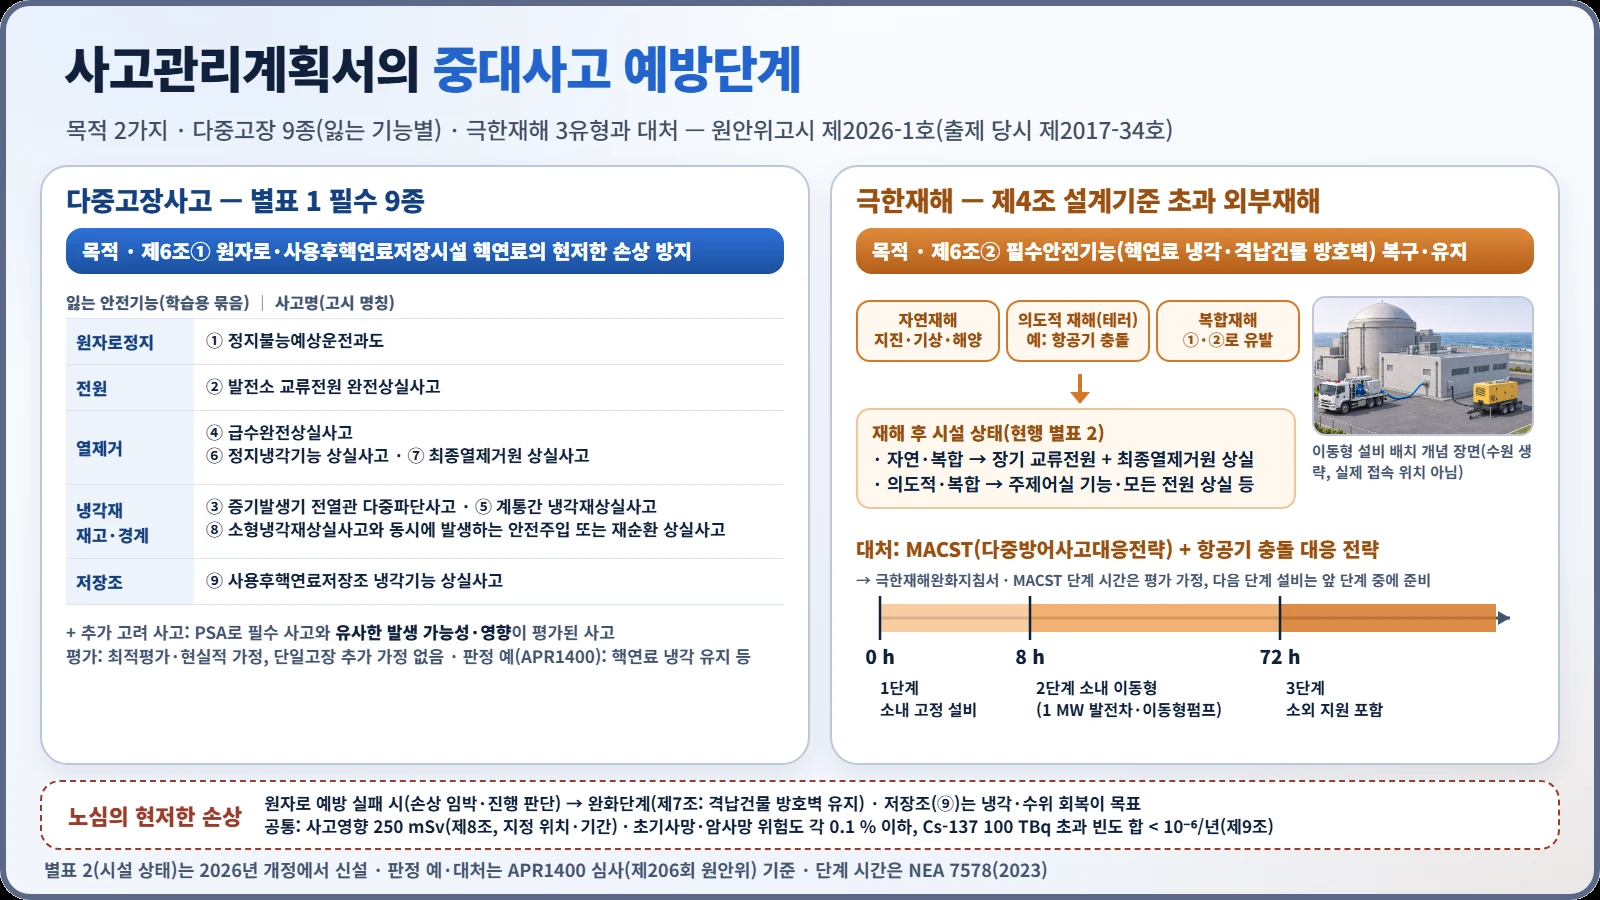 사고관리계획서의 중대사고 예방단계
목적 2가지 · 다중고장 9종(잃는 기능별) · 극한재해 3유형과 대처 — 원안위고시 제2026-1호(출제 당시 제2017-34호)
다중고장사고 — 별표 1 필수 9종
목적 · 제6조① 원자로·사용후핵연료저장시설 핵연료의 현저한 손상 방지
잃는 안전기능(학습용 묶음) | 사고명(고시 명칭)
원자로정지
① 정지불능예상운전과도
전원
② 발전소 교류전원 완전상실사고
열제거
④ 급수완전상실사고
⑥ 정지냉각기능 상실사고 · ⑦ 최종열제거원 상실사고
냉각재
재고·경계
③ 증기발생기 전열관 다중파단사고 · ⑤ 계통간 냉각재상실사고
⑧ 소형냉각재상실사고와 동시에 발생하는 안전주입 또는 재순환 상실사고
저장조
⑨ 사용후핵연료저장조 냉각기능 상실사고
+ 추가 고려 사고: PSA로 필수 사고와 유사한 발생 가능성·영향이 평가된 사고
평가: 최적평가·현실적 가정, 단일고장 추가 가정 없음 · 판정 예(APR1400): 핵연료 냉각 유지 등
극한재해 — 제4조 설계기준 초과 외부재해
목적 · 제6조② 필수안전기능(핵연료 냉각·격납건물 방호벽) 복구·유지
자연재해
지진·기상·해양
의도적 재해(테러)
예: 항공기 충돌
복합재해
①·②로 유발
재해 후 시설 상태(현행 별표 2)
· 자연·복합 → 장기 교류전원 + 최종열제거원 상실
· 의도적·복합 → 주제어실 기능·모든 전원 상실 등
이동형 설비 배치 개념 장면(수원 생
략, 실제 접속 위치 아님)
대처: MACST(다중방어사고대응전략) + 항공기 충돌 대응 전략
→ 극한재해완화지침서 · MACST 단계 시간은 평가 가정, 다음 단계 설비는 앞 단계 중에 준비
0 h
8 h
72 h
1단계
소내 고정 설비
2단계 소내 이동형
(1 MW 발전차·이동형펌프)
3단계
소외 지원 포함
노심의 현저한 손상
원자로 예방 실패 시(손상 임박·진행 판단) → 완화단계(제7조: 격납건물 방호벽 유지) · 저장조(⑨)는 냉각·수위 회복이 목표
공통: 사고영향 250 mSv(제8조, 지정 위치·기간) · 초기사망·암사망 위험도 각 0.1 % 이하, Cs-137 100 TBq 초과 빈도 합 < 10⁻⁶/년(제9조)
별표 2(시설 상태)는 2026년 개정에서 신설 · 판정 예·대처는 APR1400 심사(제206회 원안위) 기준 · 단계 시간은 NEA 7578(2023)